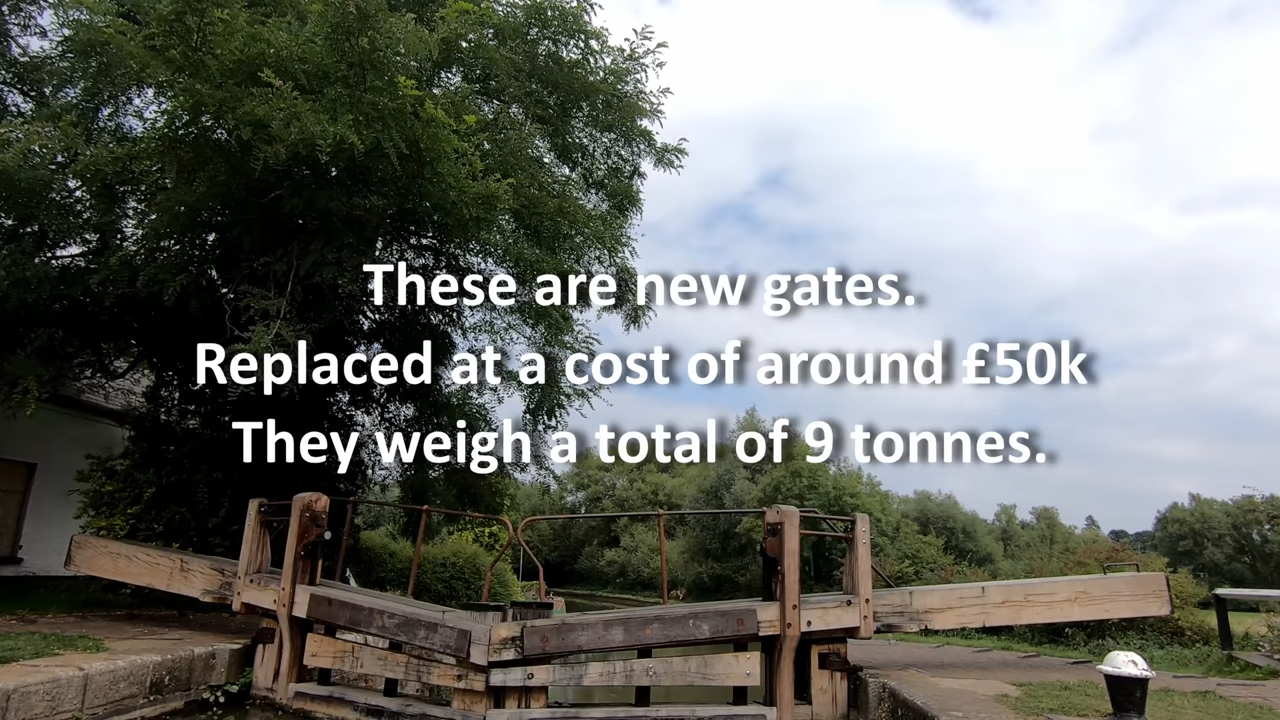 These are new gates.
Replaced at a cost of around £50k
They weigh a total of 9 tonnes.